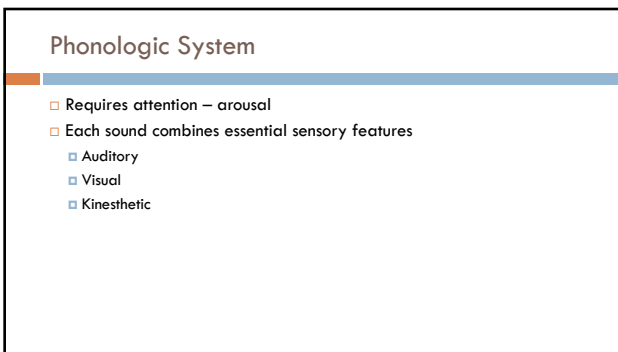 Phonologic System
Requires attention – arousal
Each sound combines essential sensory features
Auditory
Visual
Kinesthetic